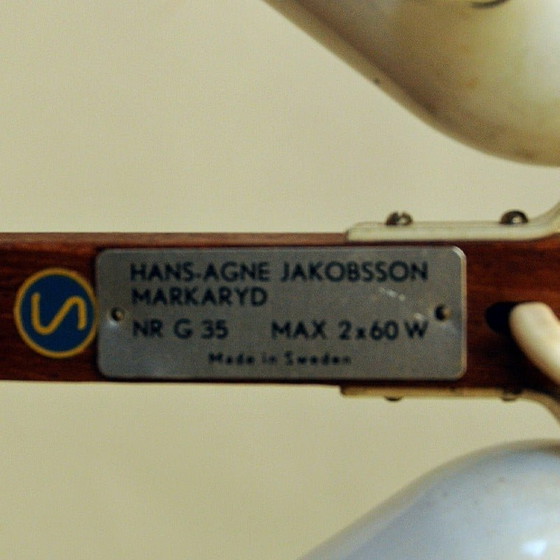 HANS-AGNE JAKOBSSON
MARKARYD
NR G 35 MAX 2x60 W
Made in Sweden
S